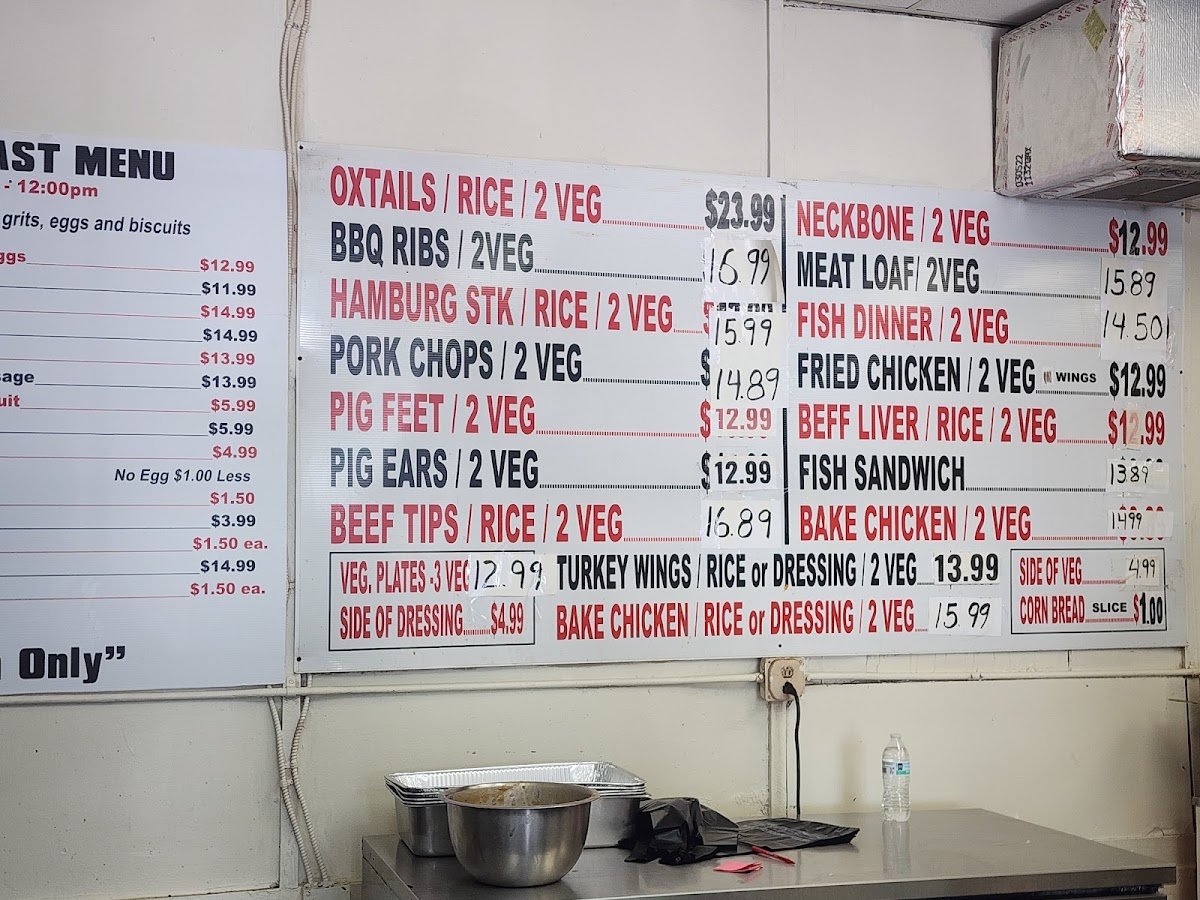 AST MENU
- 12:00pm
grits, eggs and biscuits
ggs $12.99
$11.99
$14.99
$14.99
$13.99
sage $13.99
uit $5.99
$5.99
$4.99
No Egg $1.00 Less
$1.50
$3.99
$1.50 ea.
$14.99
$1.50 ea.
Only”
OXTAILS / RICE / 2 VEG $23.99
BBQ RIBS / 2VEG 16.99
HAMBURG STK / RICE / 2 VEG $ 15.99
PORK CHOPS / 2 VEG $ 14.89
PIG FEET / 2 VEG $ 12.99
PIG EARS / 2 VEG $ 12.99
BEEF TIPS / RICE / 2 VEG 16.89
NECKBONE / 2 VEG $12.99
MEAT LOAF/ 2VEG 15.89
FISH DINNER / 2 VEG 14.50
FRIED CHICKEN / 2 VEG WINGS $12.99
BEFF LIVER / RICE / 2 VEG $12.99
FISH SANDWICH 13.89
BAKE CHICKEN / 2 VEG 14.99
VEG. PLATES -3 VEG 12.99
SIDE OF DRESSING $4.99
TURKEY WINGS / RICE or DRESSING / 2 VEG 13.99
BAKE CHICKEN / RICE or DRESSING / 2 VEG 15.99
SIDE OF VEG 4.99
CORN BREAD SLICE $1.00
030522